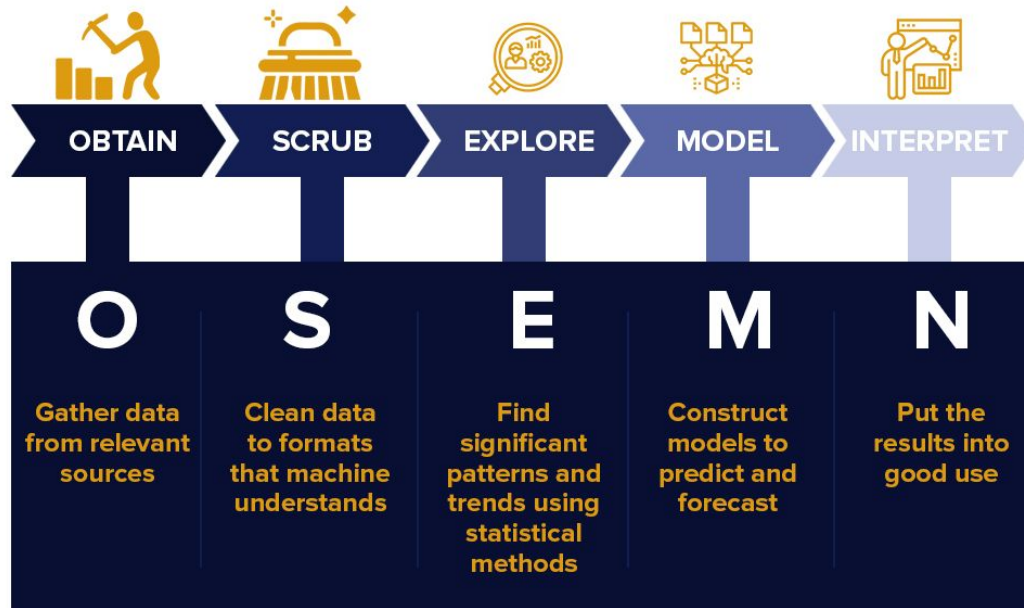 OBTAIN
SCRUB
EXPLORE
MODEL
INTERPRET
O
S
E
M
N
Gather data
from relevant
sources
Clean data
to formats
that machine
understands
Find
significant
patterns and
trends using
statistical
methods
Construct
models to
predict and
forecast
Put the
results into
good use